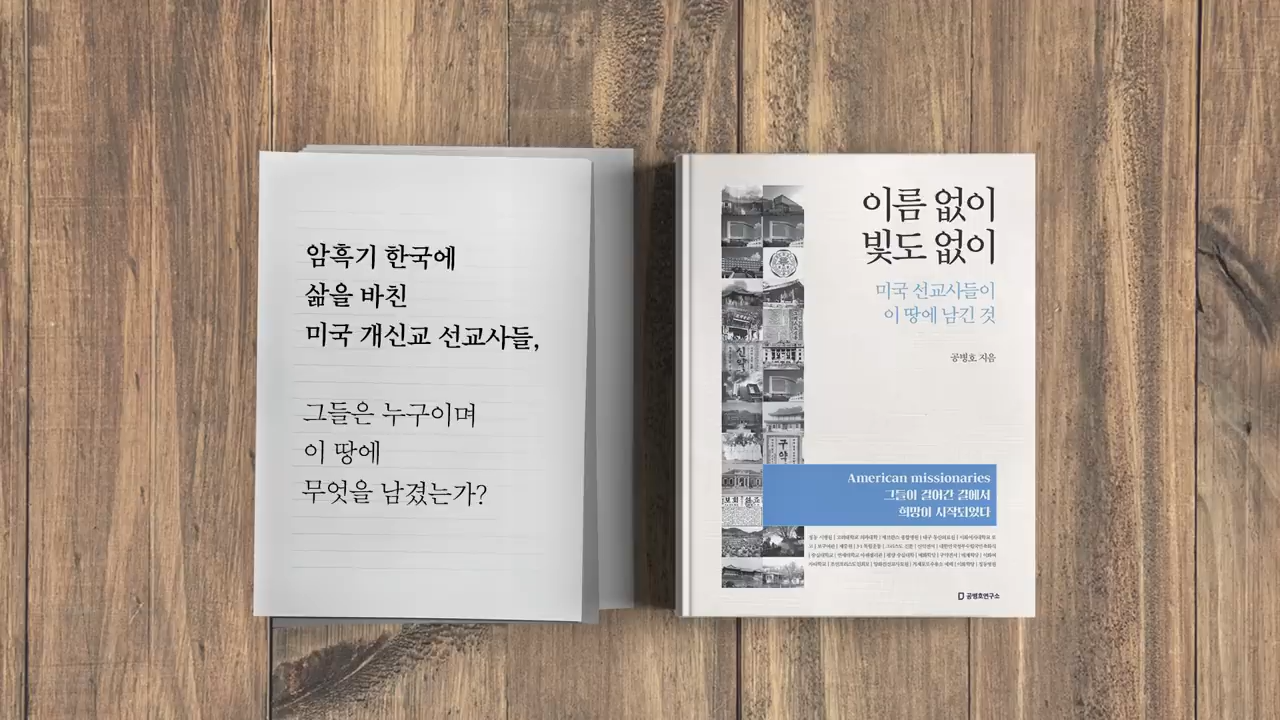 암흑기 한국에
삶을 바친
미국 개신교 선교사들,
그들은 누구이며
이 땅에
무엇을 남겼는가?
이름 없이
빛도 없이
미국 선교사들이
이 땅에 남긴 것
공병호 지음
American missionaries
그들이 걸어간 길에서
희망이 시작되었다
공병호연구소